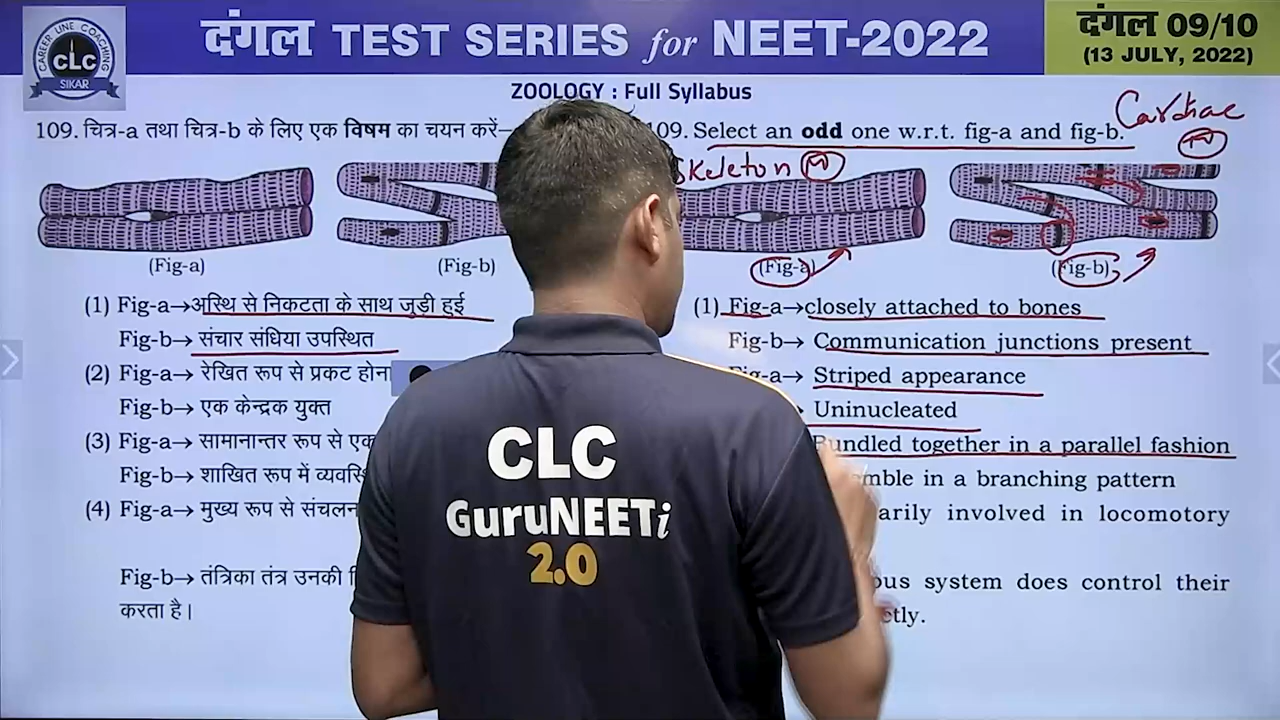 CAREER LINE COACHING
CLC
SIKAR
दंगल TEST SERIES for NEET-2022
दंगल 09/10
(13 JULY, 2022)
ZOOLOGY : Full Syllabus
109. चित्र-a तथा चित्र-b के लिए एक विषम का चयन करें—
(Fig-a)
(Fig-b)
(1) Fig-a→अस्थि से निकटता के साथ जुडी हुई
Fig-b→ संचार संधिया उपस्थित
(2) Fig-a→ रेखित रूप से प्रकट होना
Fig-b→ एक केन्द्रक युक्त
(3) Fig-a→ सामानान्तर रूप से
Fig-b→ शाखित रूप में
(4) Fig-a→ मुख्य रूप से
Fig-b→ तंत्रिका तंत्र उनकी
करता है।
109. Select an odd one w.r.t. fig-a and fig-b.
Cardiac
Skeleton M
(Fig-a)
(Fig-b)
(1) Fig-a→closely attached to bones
Fig-b→ Communication junctions present
Fig-a→ Striped appearance
Uninucleated
Bundled together in a parallel fashion
in a branching pattern
involved in locomotory
system does control their
CLC
GuruNEETi
2.0